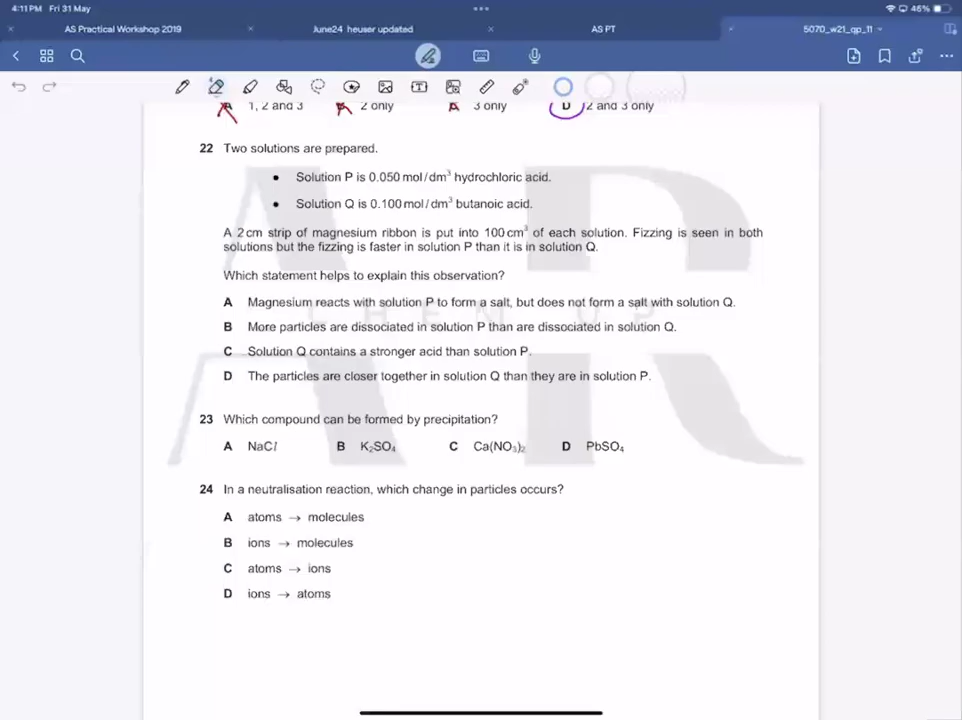 4:11 PM Fri 31 May
46%
AS Practical Workshop 2019
June24 heuser updated
AS PT
5070_w21_qp_11
A 1, 2 and 3 B 2 only C 3 only D 2 and 3 only
22 Two solutions are prepared.
• Solution P is 0.050 mol/dm³ hydrochloric acid.
• Solution Q is 0.100 mol/dm³ butanoic acid.
A 2 cm strip of magnesium ribbon is put into 100 cm³ of each solution. Fizzing is seen in both
solutions but the fizzing is faster in solution P than it is in solution Q.
Which statement helps to explain this observation?
A Magnesium reacts with solution P to form a salt, but does not form a salt with solution Q.
B More particles are dissociated in solution P than are dissociated in solution Q.
C Solution Q contains a stronger acid than solution P.
D The particles are closer together in solution Q than they are in solution P.
AR
CHEM UP
23 Which compound can be formed by precipitation?
A NaCl B K₂SO₄ C Ca(NO₃)₂ D PbSO₄
24 In a neutralisation reaction, which change in particles occurs?
A atoms → molecules
B ions → molecules
C atoms → ions
D ions → atoms